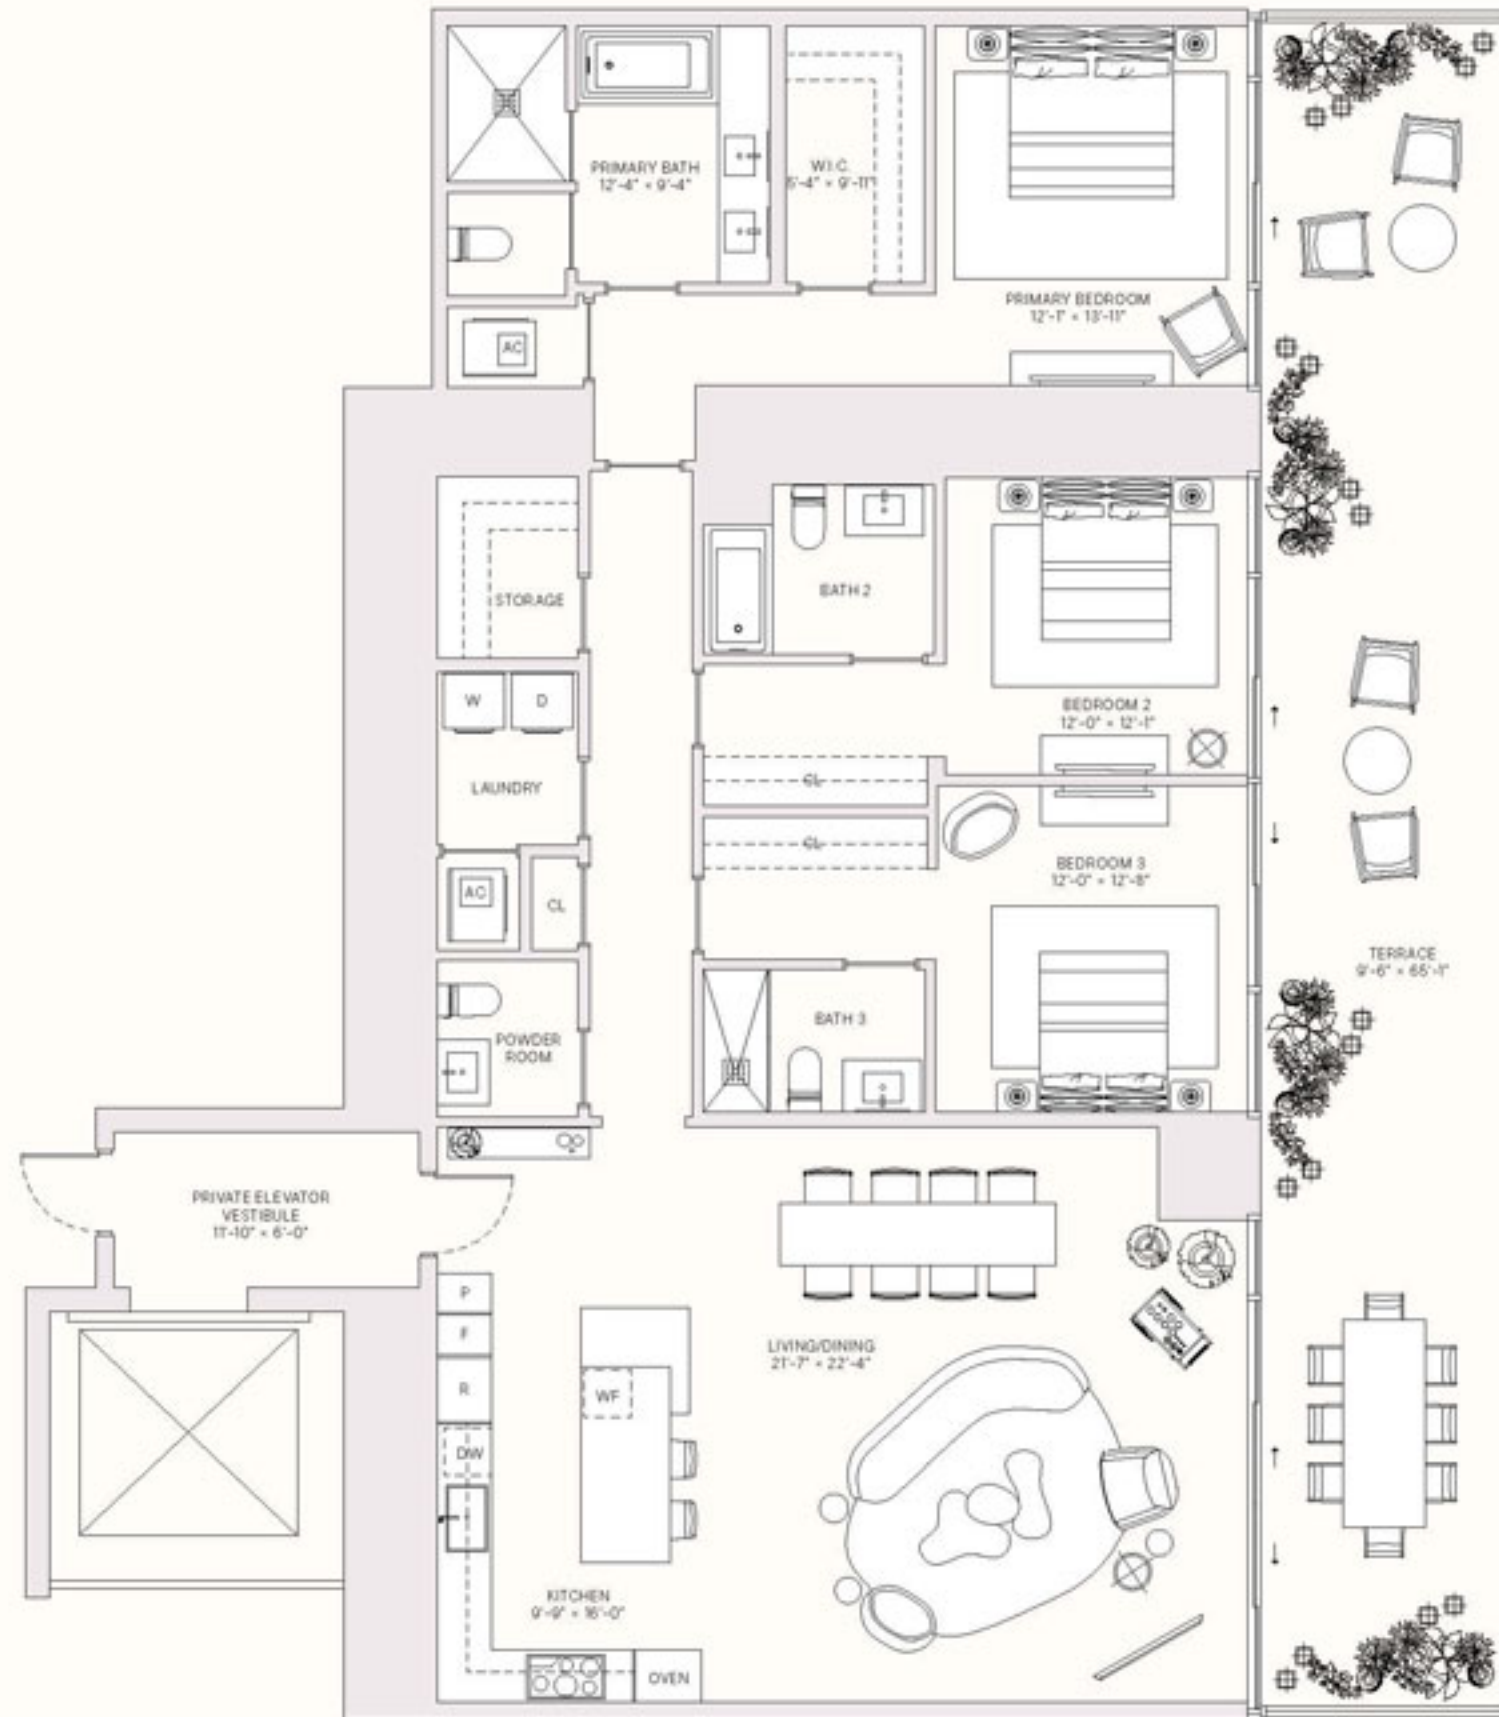 PRIMARY BATH
12'-4" × 9'-4"
W.I.C.
5'-4" × 9'-11"
PRIMARY BEDROOM
12'-1" × 13'-11"
AC
STORAGE
BATH 2
W
D
BEDROOM 2
12'-0" × 12'-1"
LAUNDRY
CL
CL
BEDROOM 3
12'-0" × 12'-8"
AC
CL
TERRACE
9'-6" × 65'-1"
BATH 3
POWDER
ROOM
PRIVATE ELEVATOR
VESTIBULE
11'-10" × 6'-0"
P
F
R
DW
WF
LIVING/DINING
21'-7" × 22'-4"
KITCHEN
9'-9" × 16'-0"
OVEN